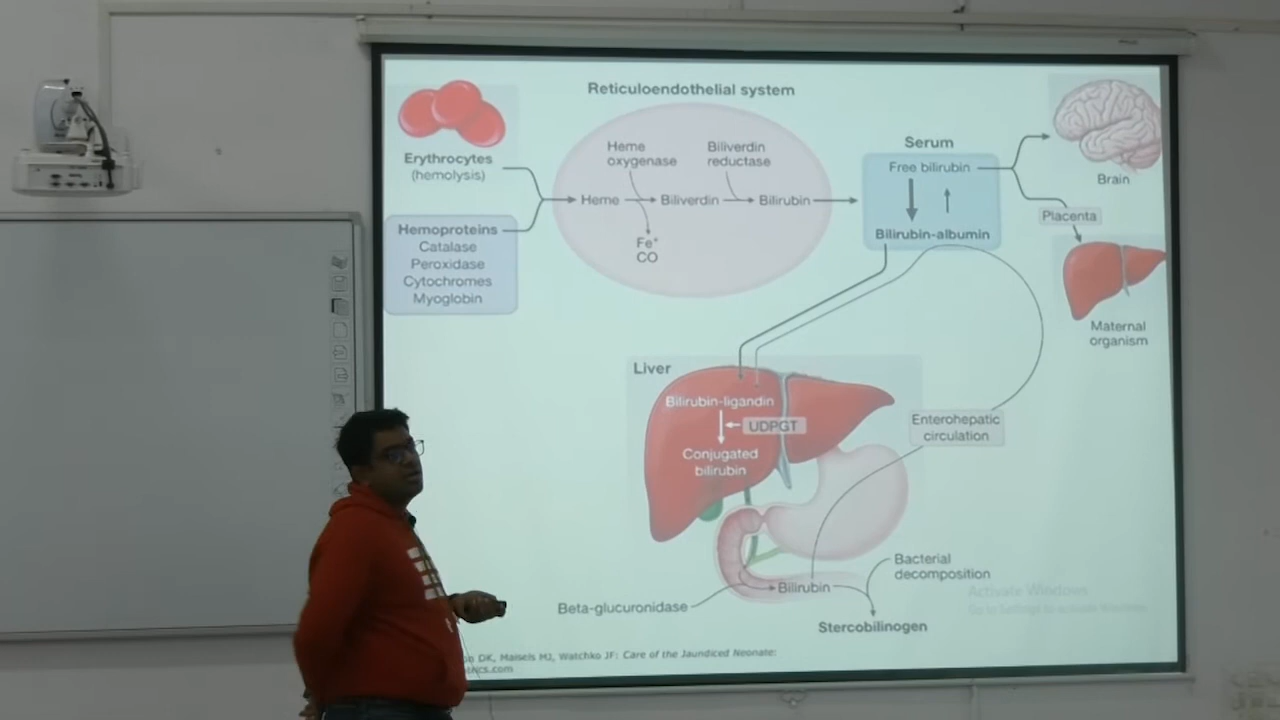 Reticuloendothelial system
Erythrocytes
(hemolysis)
Hemoproteins
Catalase
Peroxidase
Cytochromes
Myoglobin
Heme
oxygenase
Biliverdin
reductase
Heme
Biliverdin
Bilirubin
Fe⁺
CO
Serum
Free bilirubin
Bilirubin-albumin
Brain
Placenta
Maternal
organism
Liver
Bilirubin-ligandin
UDPGT
Conjugated
bilirubin
Enterohepatic
circulation
Bilirubin
Bacterial
decomposition
Beta-glucuronidase
Stercobilinogen
Activate Windows
Go to Settings to activate Windows.
DK, Maisels MJ, Watchko JF: Care of the Jaundiced Neonate: